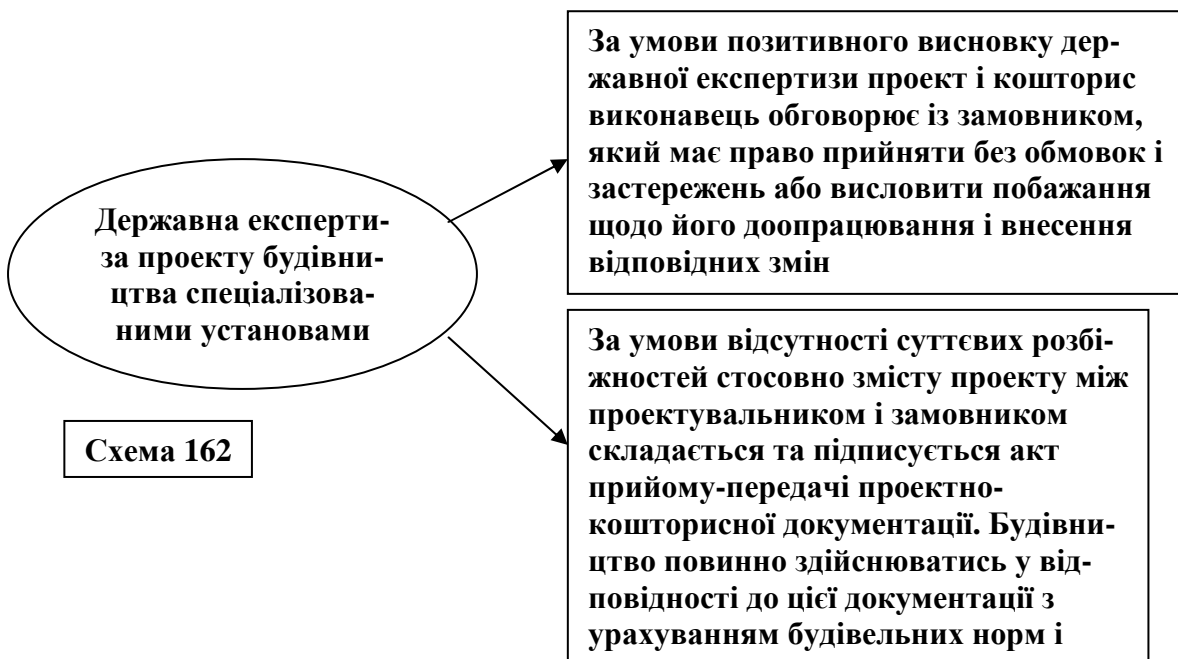 За умови позитивного висновку дер-
жавної експертизи проект і кошторис
виконавець обговорює із замовником,
який має право прийняти без обмовок і
застережень або висловити побажання
щодо його доопрацювання і внесення
відповідних змін
Державна експерти-
за проекту будівни-
цтва спеціалізова-
ними установами
За умови відсутності суттєвих розбі-
жностей стосовно змісту проекту між
проектувальником і замовником
складається та підписується акт
прийому-передачі проектно-
кошторисної документації. Будівни-
цтво повинно здійснюватись у від-
повідності до цієї документації з
урахуванням будівельних норм і
Схема 162